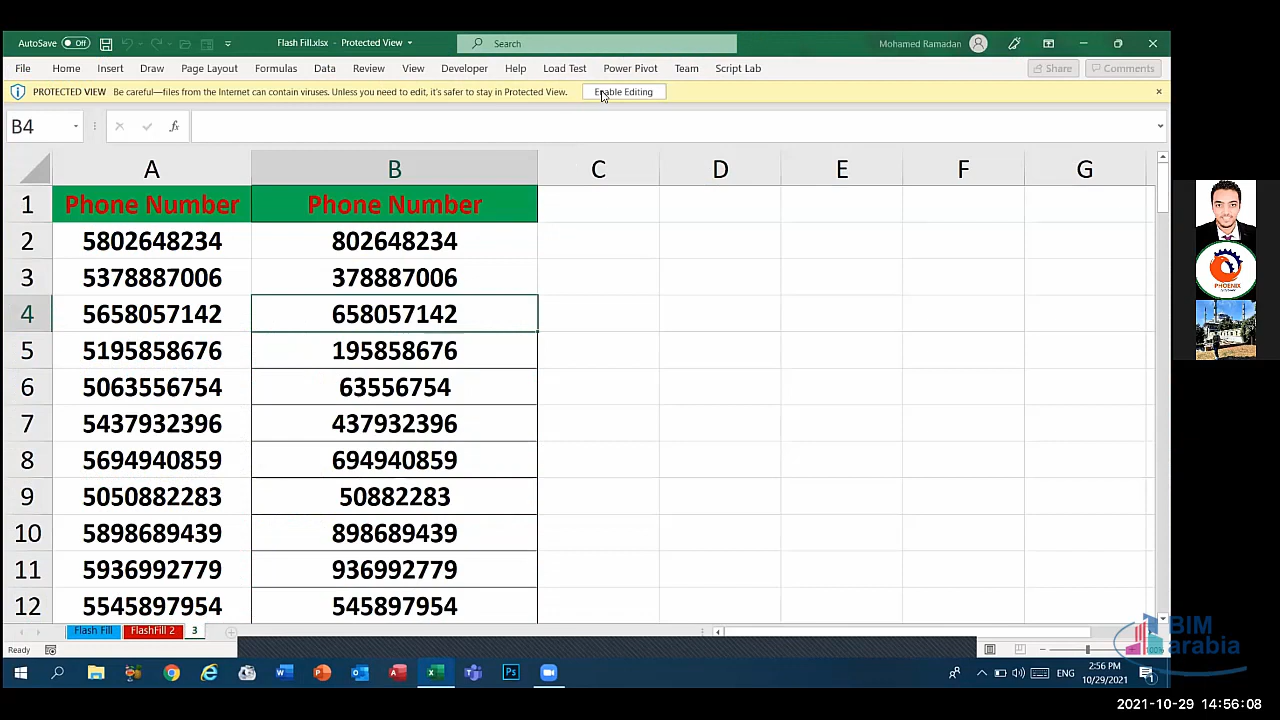 AutoSave Off Flash Fill.xlsx - Protected View Search Mohamed Ramadan
File Home Insert Draw Page Layout Formulas Data Review View Developer Help Load Test Power Pivot Team Script Lab Share Comments
PROTECTED VIEW Be careful—files from the Internet can contain viruses. Unless you need to edit, it's safer to stay in Protected View. Enable Editing
B4 fx
A B C D E F G
1 Phone Number Phone Number
2 5802648234 802648234
3 5378887006 378887006
4 5658057142 658057142
5 5195858676 195858676
6 5063556754 63556754
7 5437932396 437932396
8 5694940859 694940859
9 5050882283 50882283
10 5898689439 898689439
11 5936992779 936992779
12 5545897954 545897954
PHOENIX
Flash Fill FlashFill 2 3
Ready 100%
BIM
arabia
ENG 2:56 PM
10/29/2021
2021-10-29 14:56:08